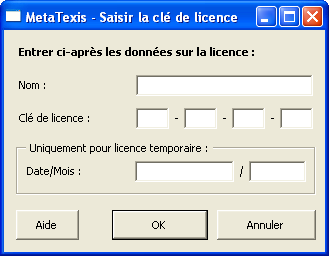 MetaTexis - Saisir la clé de licence
Entrer ci-après les données sur la licence :
Nom :
Clé de licence : - - -
Uniquement pour licence temporaire :
Date/Mois : /
Aide OK Annuler